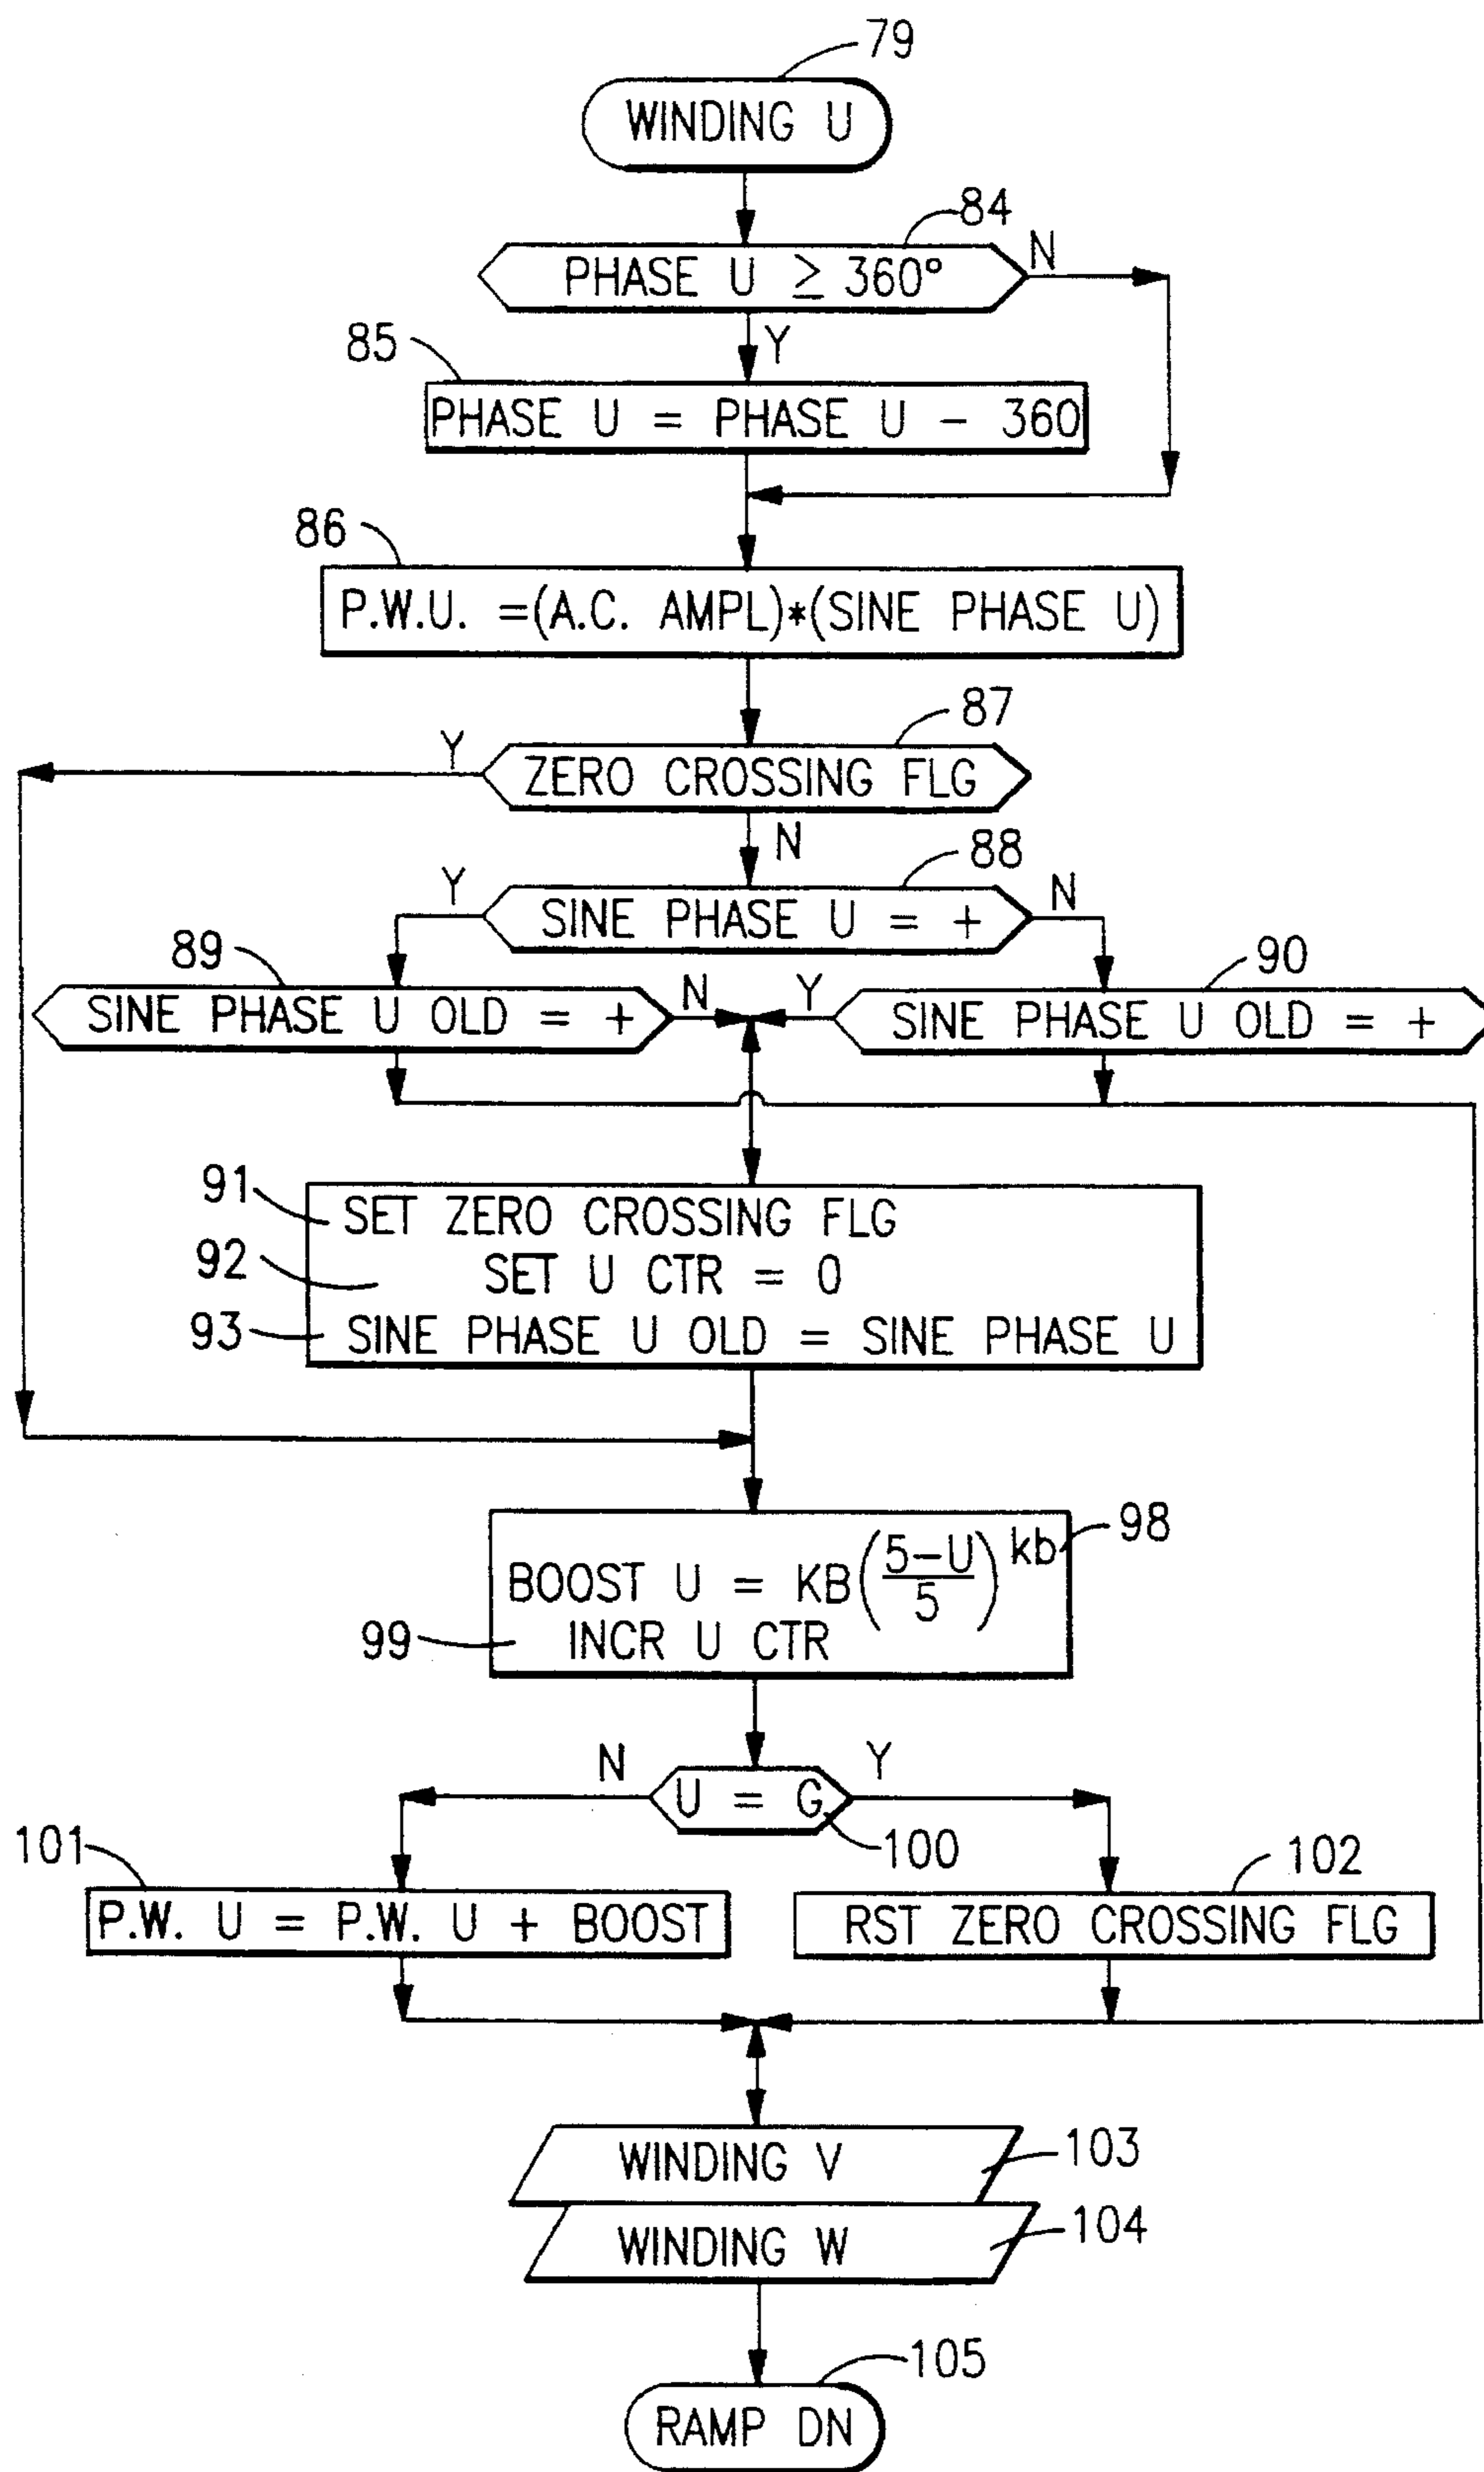 79
WINDING U
84
PHASE U ≥ 360° N
Y
85
PHASE U = PHASE U - 360
86
P.W.U. =(A.C. AMPL)*(SINE PHASE U)
87
Y
ZERO CROSSING FLG
N
88
Y
SINE PHASE U = + N
89
90
SINE PHASE U OLD = + N Y SINE PHASE U OLD = +
91 SET ZERO CROSSING FLG
92 SET U CTR = 0
93 SINE PHASE U OLD = SINE PHASE U
98
BOOST U = KB(5-U/5)kb
99 INCR U CTR
N Y
U = G
100
101 102
P.W. U = P.W. U + BOOST RST ZERO CROSSING FLG
WINDING V 103
WINDING W 104
105
RAMP DN